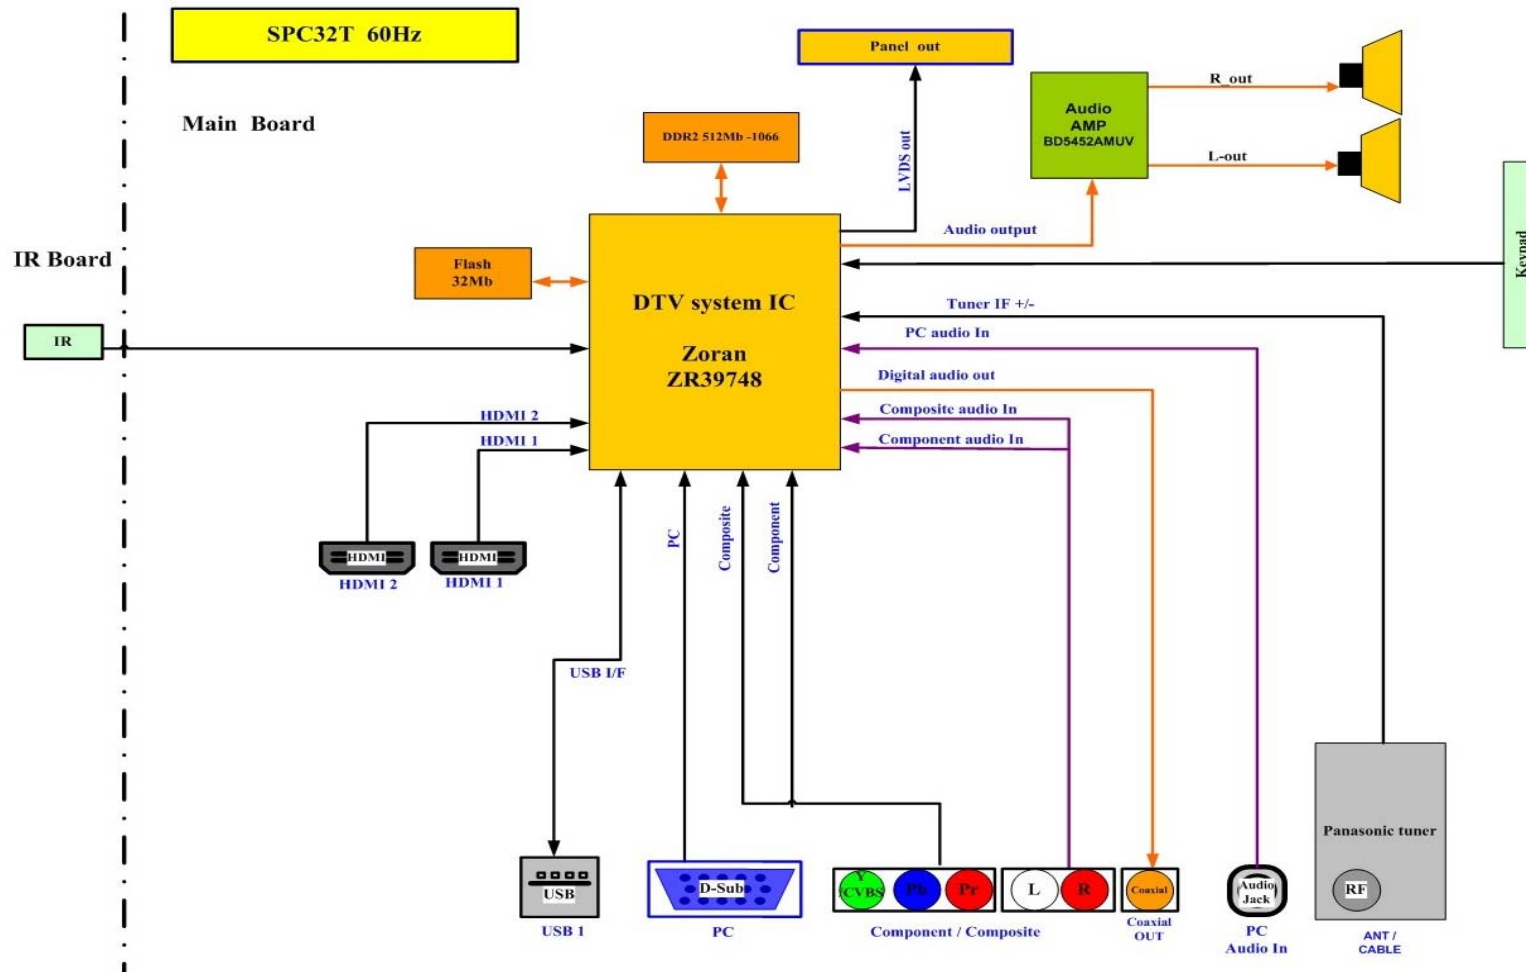 SPC32T 60Hz
Main Board
IR Board
IR
Panel out
LVDS out
DDR2 512Mb -1066
Flash
32Mb
Audio
AMP
BD5452AMUV
R_out
L-out
Keypad
Audio output
DTV system IC
Zoran
ZR39748
Tuner IF +/-
PC audio In
Digital audio out
Composite audio In
Component audio In
HDMI 2
HDMI 1
HDMI
HDMI
HDMI 2
HDMI 1
PC
Composite
Component
USB I/F
USB
USB 1
D-Sub
PC
Y
/CVBS
Pb
Pr
L
R
Component / Composite
Coaxial
Coaxial
OUT
Audio
Jack
PC
Audio In
Panasonic tuner
RF
ANT /
CABLE